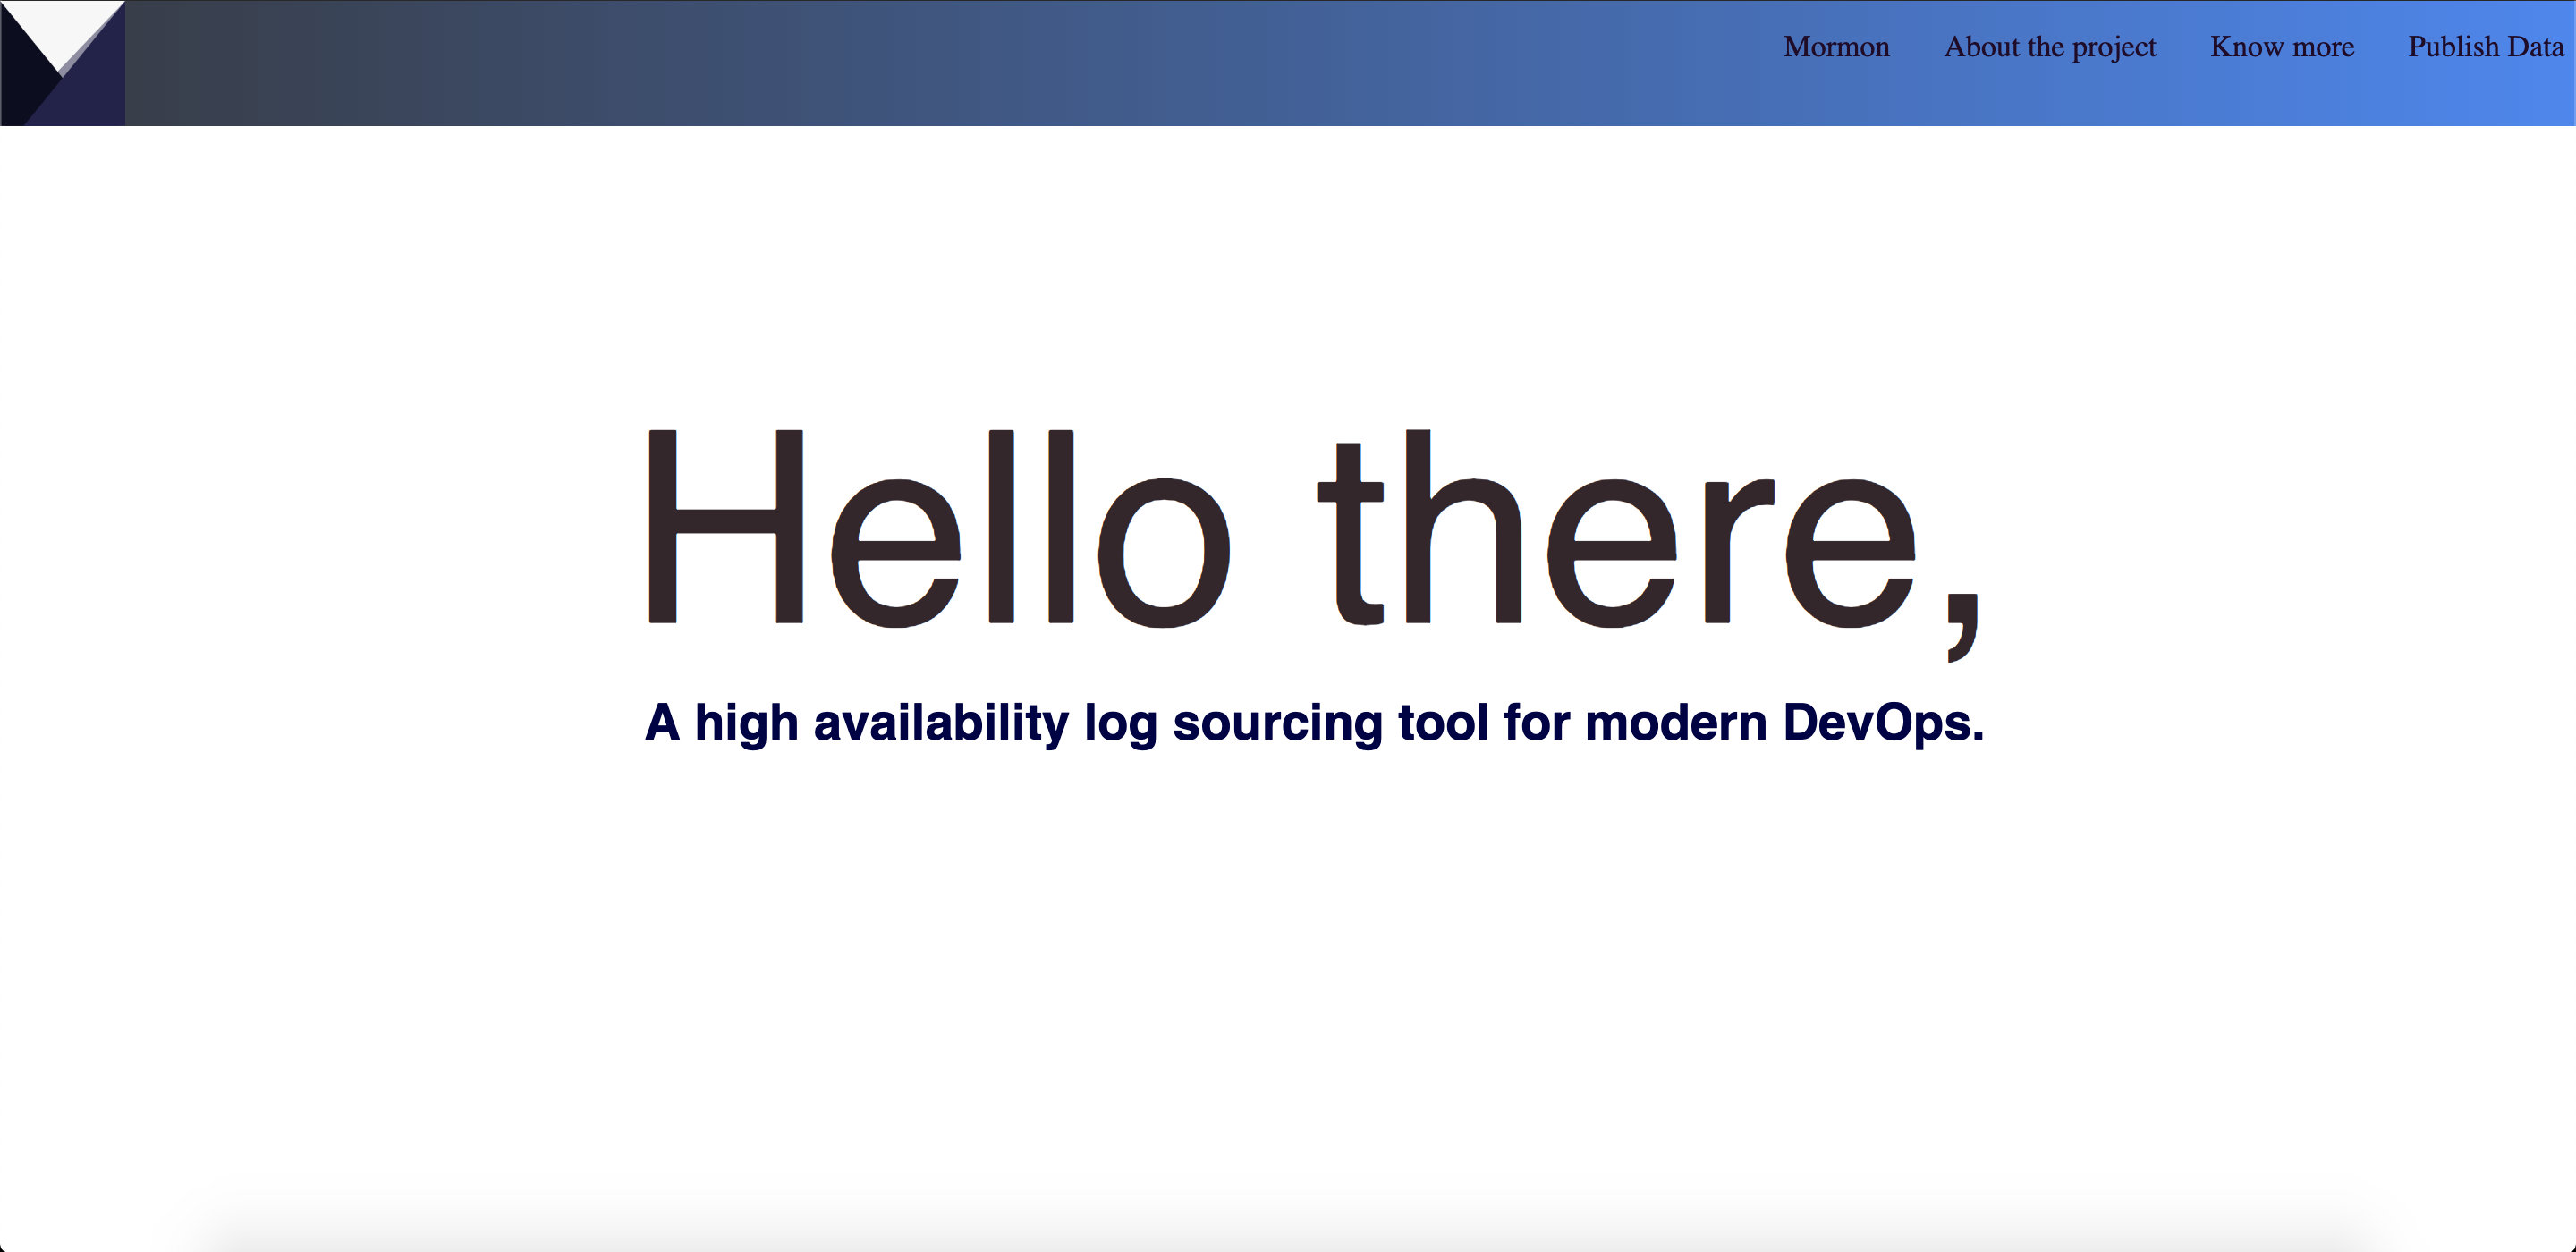 Mormon About the project Know more Publish Data
Hello there,
A high availability log sourcing tool for modern DevOps.